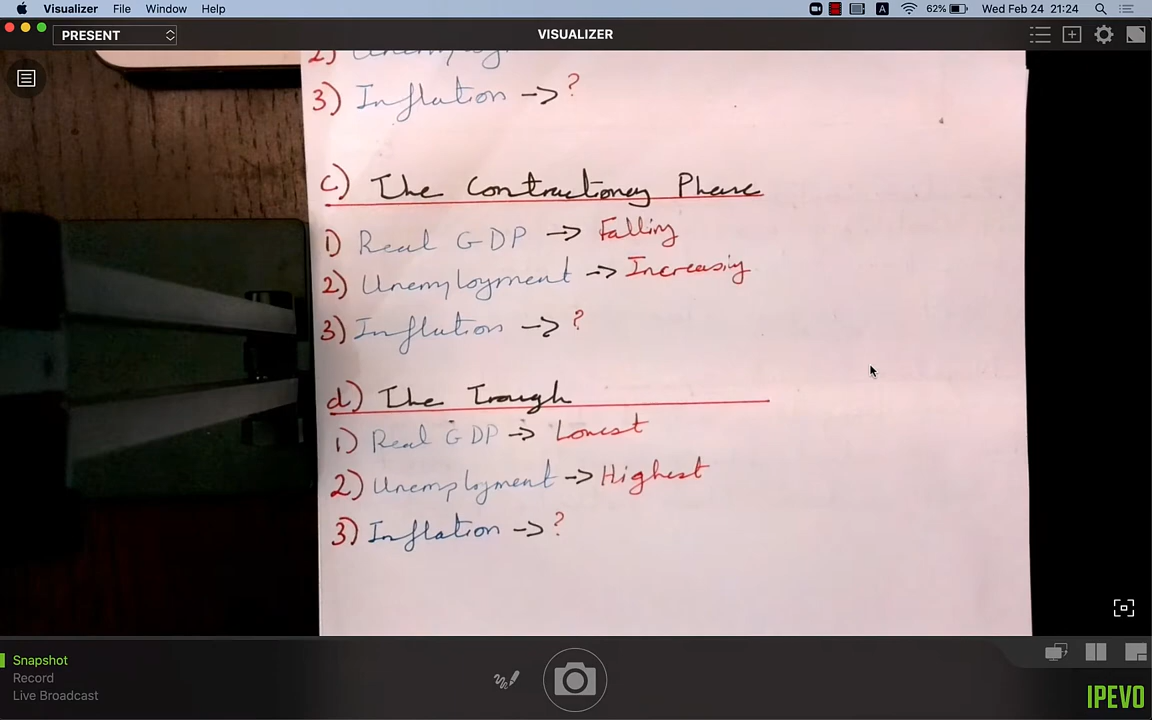 Visualizer File Window Help A 62% Wed Feb 24 21:24
PRESENT VISUALIZER
3) Inflation -> ?
c) The Contractionary Phase
1) Real GDP -> Falling
2) Unemployment -> Increasing
3) Inflation -> ?
d) The Trough
1) Real GDP -> Lowest
2) Unemployment -> Highest
3) Inflation -> ?
Snapshot
Record
Live Broadcast
IPEVO